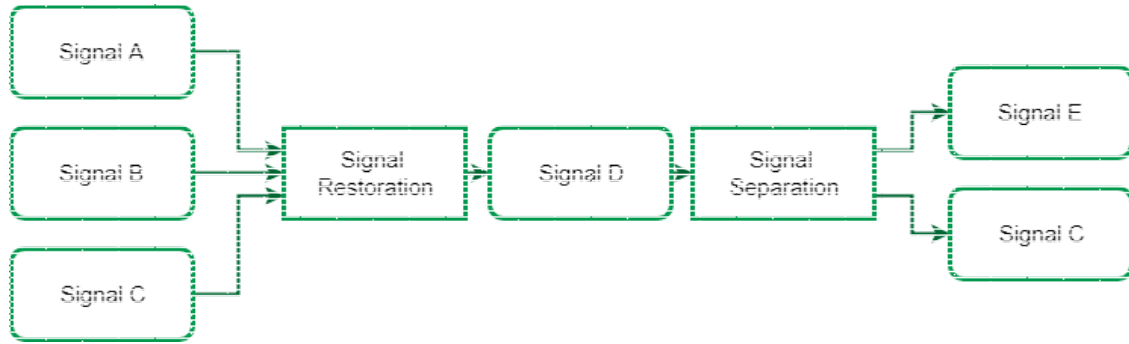 Signal A
Signal B
Signal C
Signal
Restoration
Signal D
Signal
Separation
Signal E
Signal C